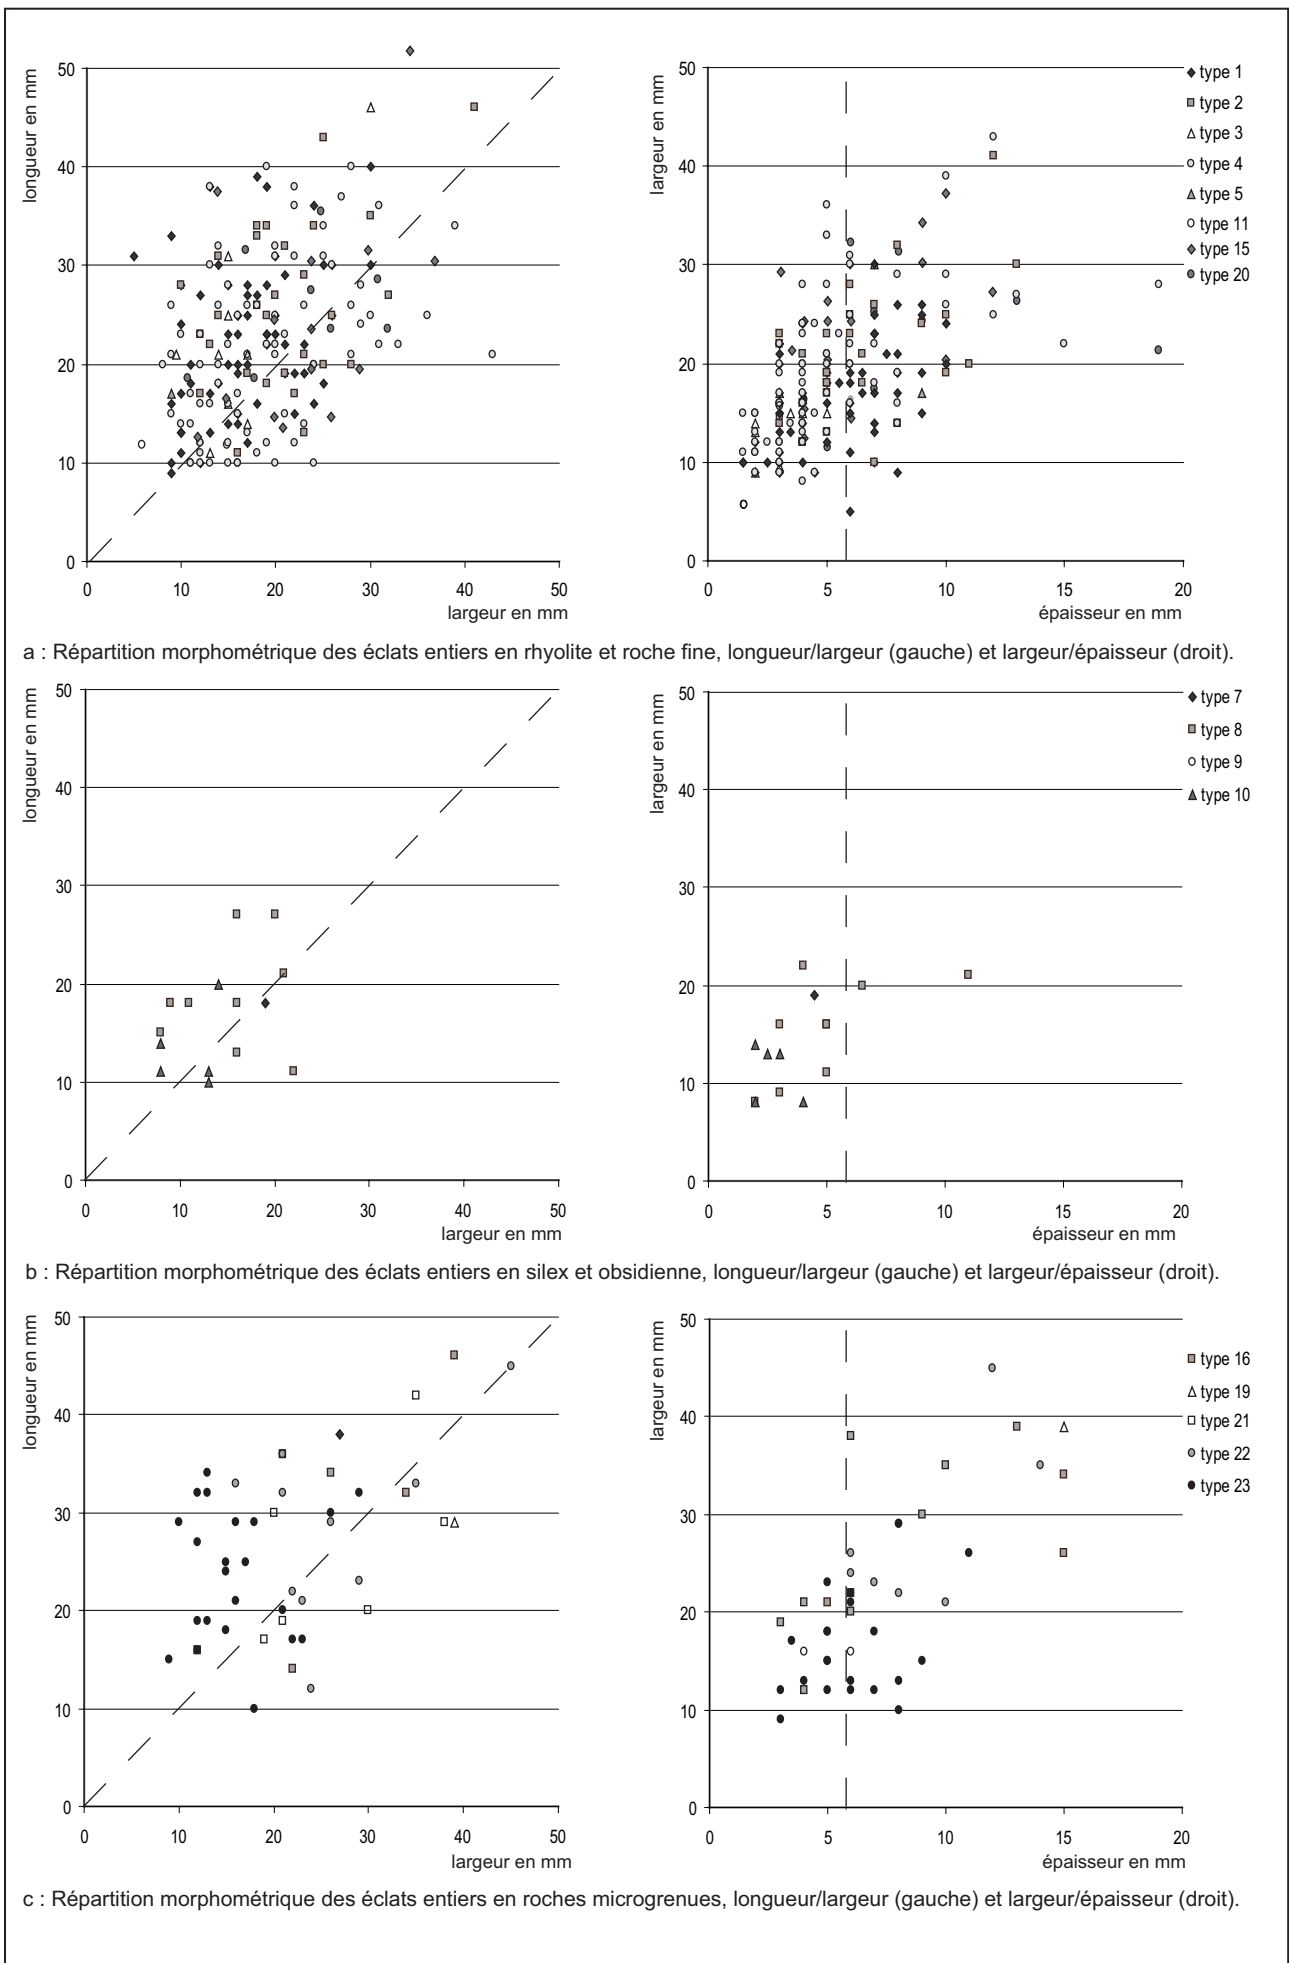 longueur en mm
50
40
30
20
10
0
0 10 20 30 40 50
largeur en mm
largeur en mm
50
40
30
20
10
0
0 5 10 15 20
épaisseur en mm
type 1
type 2
type 3
type 4
type 5
type 11
type 15
type 20
a : Répartition morphométrique des éclats entiers en rhyolite et roche fine, longueur/largeur (gauche) et largeur/épaisseur (droit).
longueur en mm
50
40
30
20
10
0
0 10 20 30 40 50
largeur en mm
largeur en mm
50
40
30
20
10
0
0 5 10 15 20
épaisseur en mm
type 7
type 8
type 9
type 10
b : Répartition morphométrique des éclats entiers en silex et obsidienne, longueur/largeur (gauche) et largeur/épaisseur (droit).
longueur en mm
50
40
30
20
10
0
0 10 20 30 40 50
largeur en mm
largeur en mm
50
40
30
20
10
0
0 5 10 15 20
épaisseur en mm
type 16
type 19
type 21
type 22
type 23
c : Répartition morphométrique des éclats entiers en roches microgrenues, longueur/largeur (gauche) et largeur/épaisseur (droit).